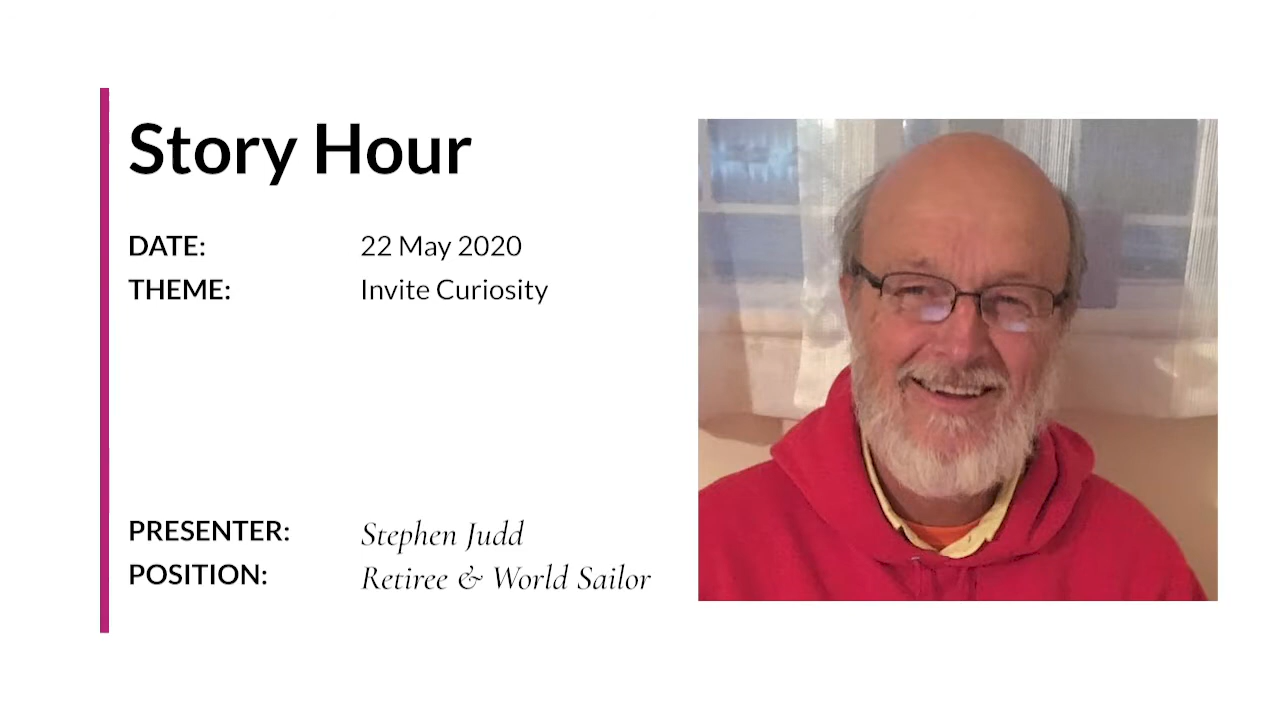 Story Hour
DATE: 22 May 2020
THEME: Invite Curiosity
PRESENTER: Stephen Judd
POSITION: Retiree & World Sailor